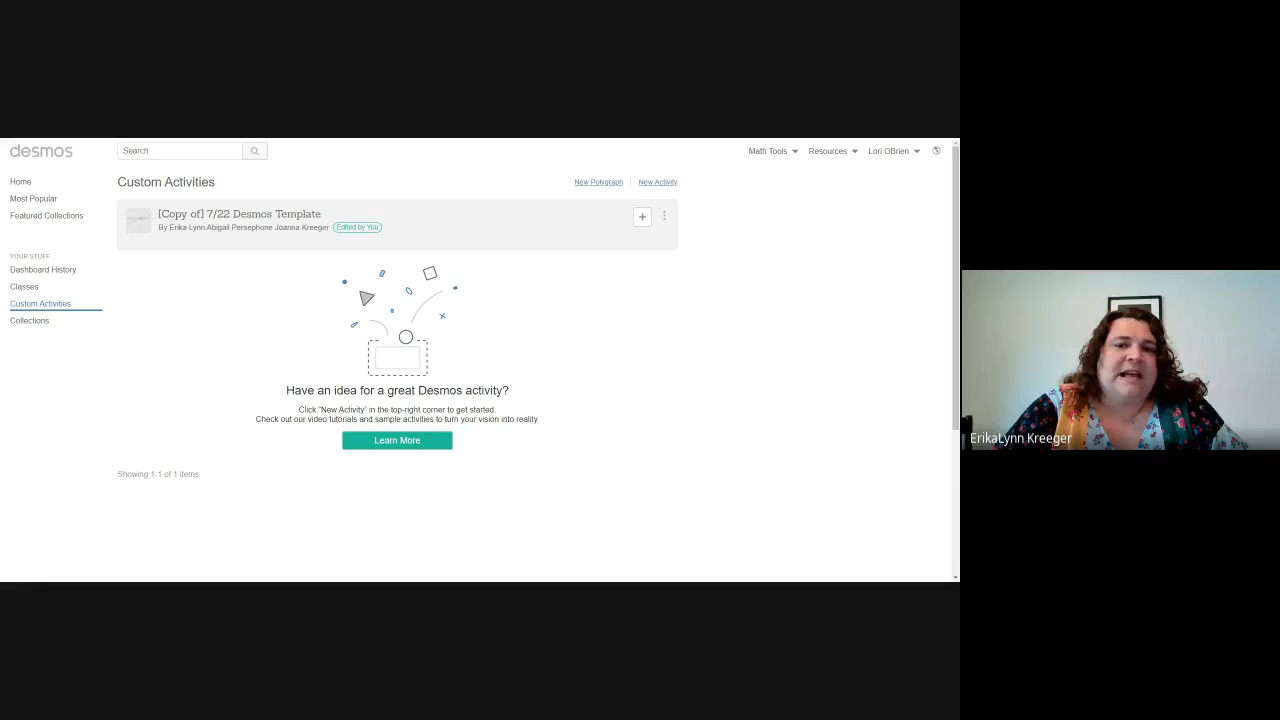 desmos
Search
Math Tools
Resources
Lori OBrien
Home
Most Popular
Featured Collections
YOUR STUFF
Dashboard History
Classes
Custom Activities
Collections
Custom Activities
New Polygraph
New Activity
[Copy of] 7/22 Desmos Template
By Erika Lynn Abigail Persephone Joanna Kreeger Edited by You
+
Have an idea for a great Desmos activity?
Click "New Activity" in the top-right corner to get started.
Check out our video tutorials and sample activities to turn your vision into reality.
Learn More
Showing 1-1 of 1 items
ErikaLynn Kreeger